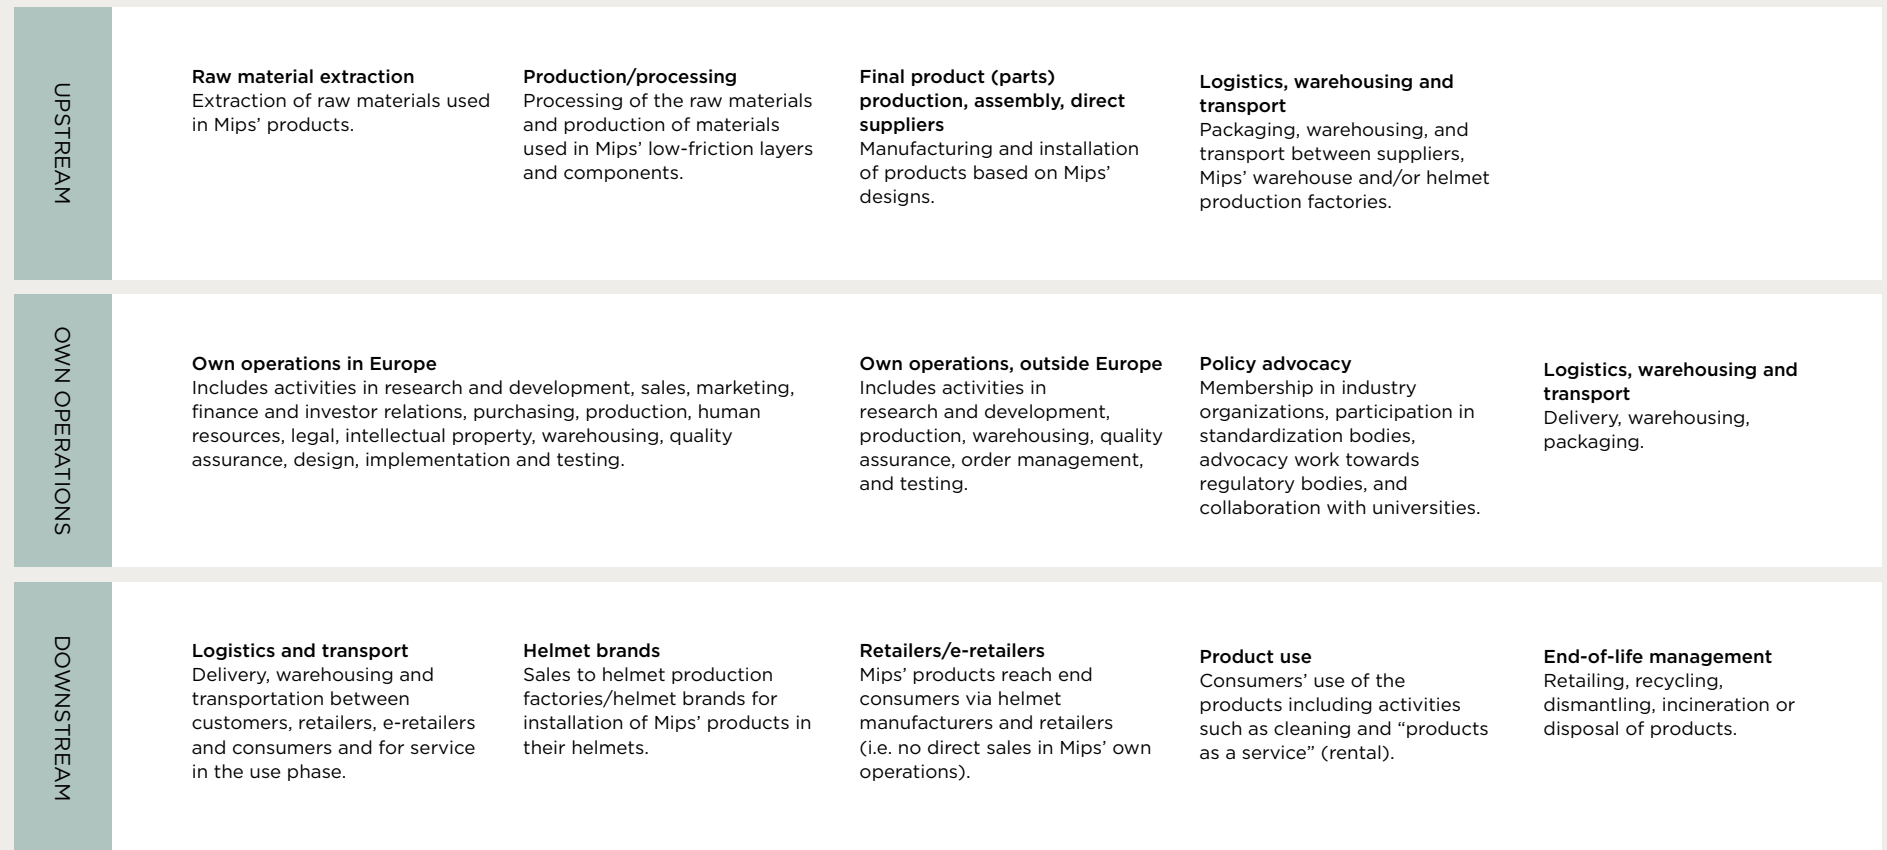 UPSTREAM
Raw material extraction
Extraction of raw materials used
in Mips’ products.
Production/processing
Processing of the raw materials
and production of materials
used in Mips’ low-friction layers
and components.
Final product (parts)
production, assembly, direct
suppliers
Manufacturing and installation
of products based on Mips’
designs.
Logistics, warehousing and
transport
Packaging, warehousing, and
transport between suppliers,
Mips’ warehouse and/or helmet
production factories.
OWN OPERATIONS
Own operations in Europe
Includes activities in research and development, sales, marketing,
finance and investor relations, purchasing, production, human
resources, legal, intellectual property, warehousing, quality
assurance, design, implementation and testing.
Own operations, outside Europe
Includes activities in
research and development,
production, warehousing, quality
assurance, order management,
and testing.
Policy advocacy
Membership in industry
organizations, participation in
standardization bodies,
advocacy work towards
regulatory bodies, and
collaboration with universities.
Logistics, warehousing and
transport
Delivery, warehousing,
packaging.
DOWNSTREAM
Logistics and transport
Delivery, warehousing and
transportation between
customers, retailers, e-retailers
and consumers and for service
in the use phase.
Helmet brands
Sales to helmet production
factories/helmet brands for
installation of Mips’ products in
their helmets.
Retailers/e-retailers
Mips’ products reach end
consumers via helmet
manufacturers and retailers
(i.e. no direct sales in Mips’ own
operations).
Product use
Consumers’ use of the
products including activities
such as cleaning and “products
as a service” (rental).
End-of-life management
Retailing, recycling,
dismantling, incineration or
disposal of products.